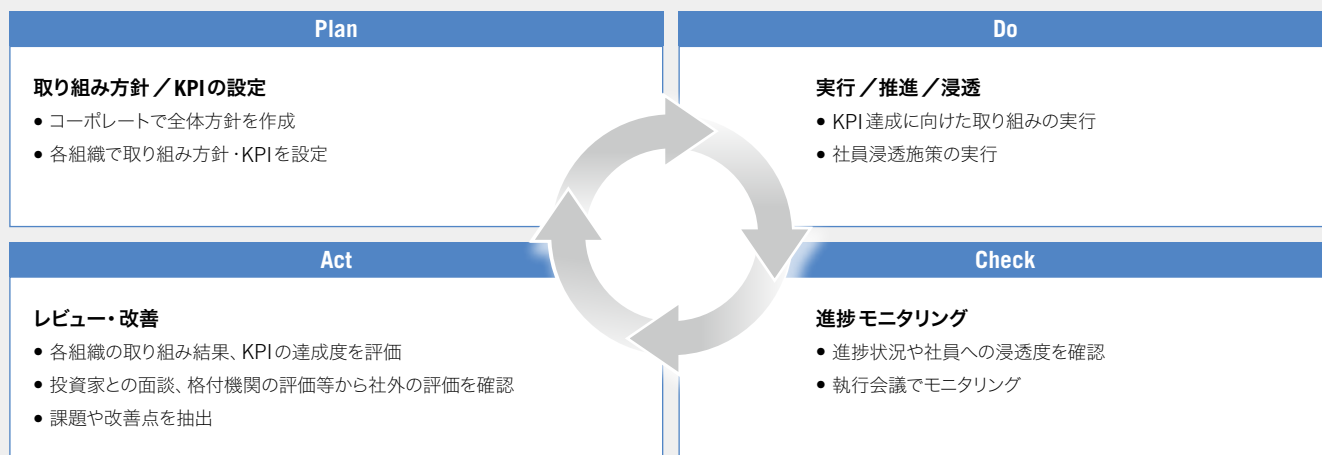 Plan
取り組み方針／KPIの設定
● コーポレートで全体方針を作成
● 各組織で取り組み方針・KPIを設定
Do
実行／推進／浸透
● KPI達成に向けた取り組みの実行
● 社員浸透施策の実行
Act
レビュー・改善
● 各組織の取り組み結果、KPIの達成度を評価
● 投資家との面談、格付機関の評価等から社外の評価を確認
● 課題や改善点を抽出
Check
進捗モニタリング
● 進捗状況や社員への浸透度を確認
● 執行会議でモニタリング